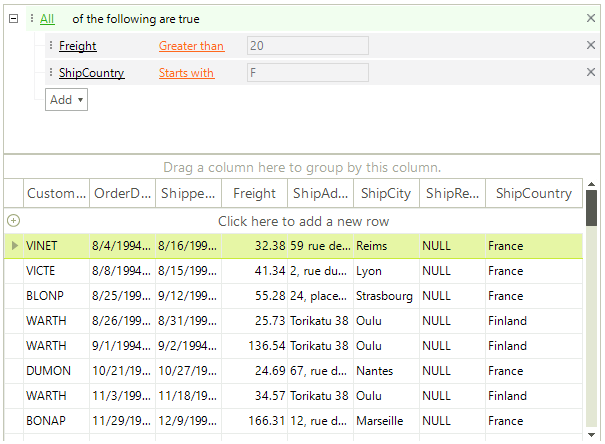 All of the following are true
Freight Greater than 20
ShipCountry Starts with F
Add
Drag a column here to group by this column.
Custom... OrderD... Shippe... Freight ShipAd... ShipCity ShipRe... ShipCountry
Click here to add a new row
VINET 8/4/1994... 8/16/199... 32.38 59 rue de... Reims NULL France
VICTE 8/8/1994... 8/15/199... 41.34 2, rue du... Lyon NULL France
BLONP 8/25/199... 9/12/199... 55.28 24, place... Strasbourg NULL France
WARTH 8/26/199... 8/31/199... 25.73 Torikatu 38 Oulu NULL Finland
WARTH 9/1/1994... 9/2/1994... 136.54 Torikatu 38 Oulu NULL Finland
DUMON 10/21/19... 10/27/19... 24.69 67, rue d... Nantes NULL France
WARTH 11/3/199... 11/18/19... 34.57 Torikatu 38 Oulu NULL Finland
BONAP 11/29/19... 12/9/199... 166.31 12, rue d... Marseille NULL France